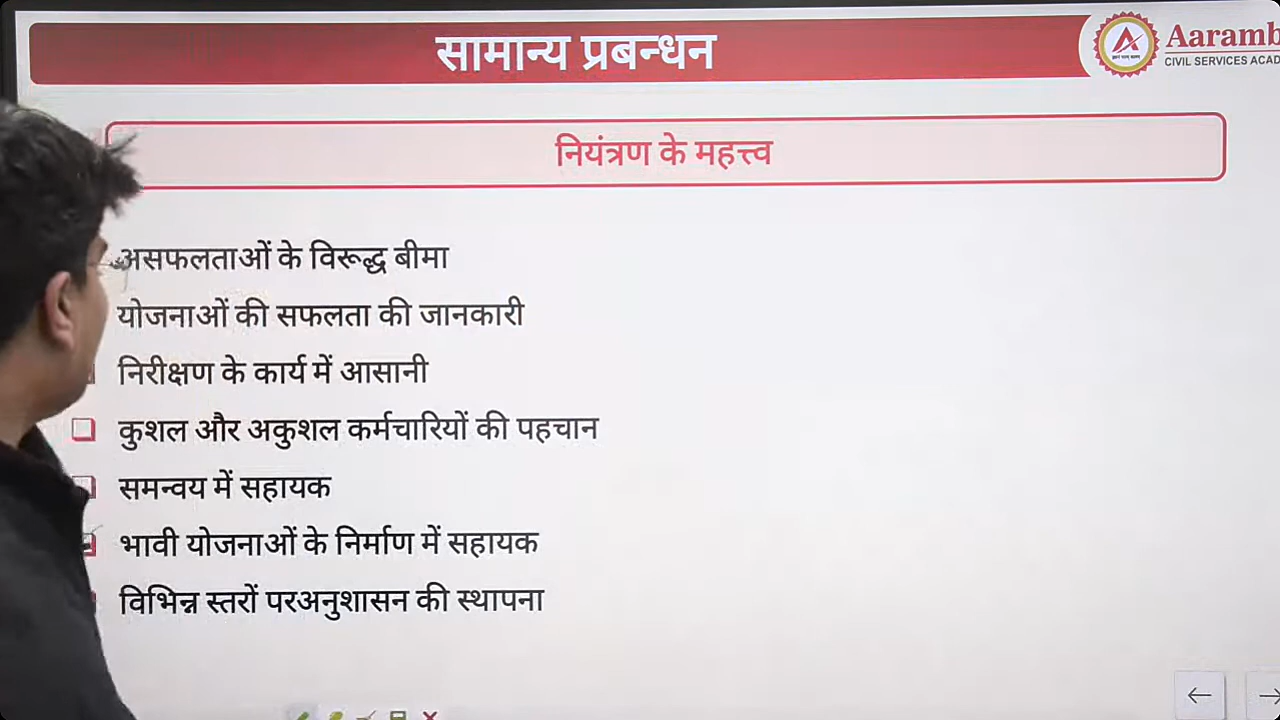 सामान्य प्रबन्धन
Aaramb
CIVIL SERVICES ACAD
नियंत्रण के महत्त्व
असफलताओं के विरूद्ध बीमा
योजनाओं की सफलता की जानकारी
निरीक्षण के कार्य में आसानी
कुशल और अकुशल कर्मचारियों की पहचान
समन्वय में सहायक
भावी योजनाओं के निर्माण में सहायक
विभिन्न स्तरों परअनुशासन की स्थापना